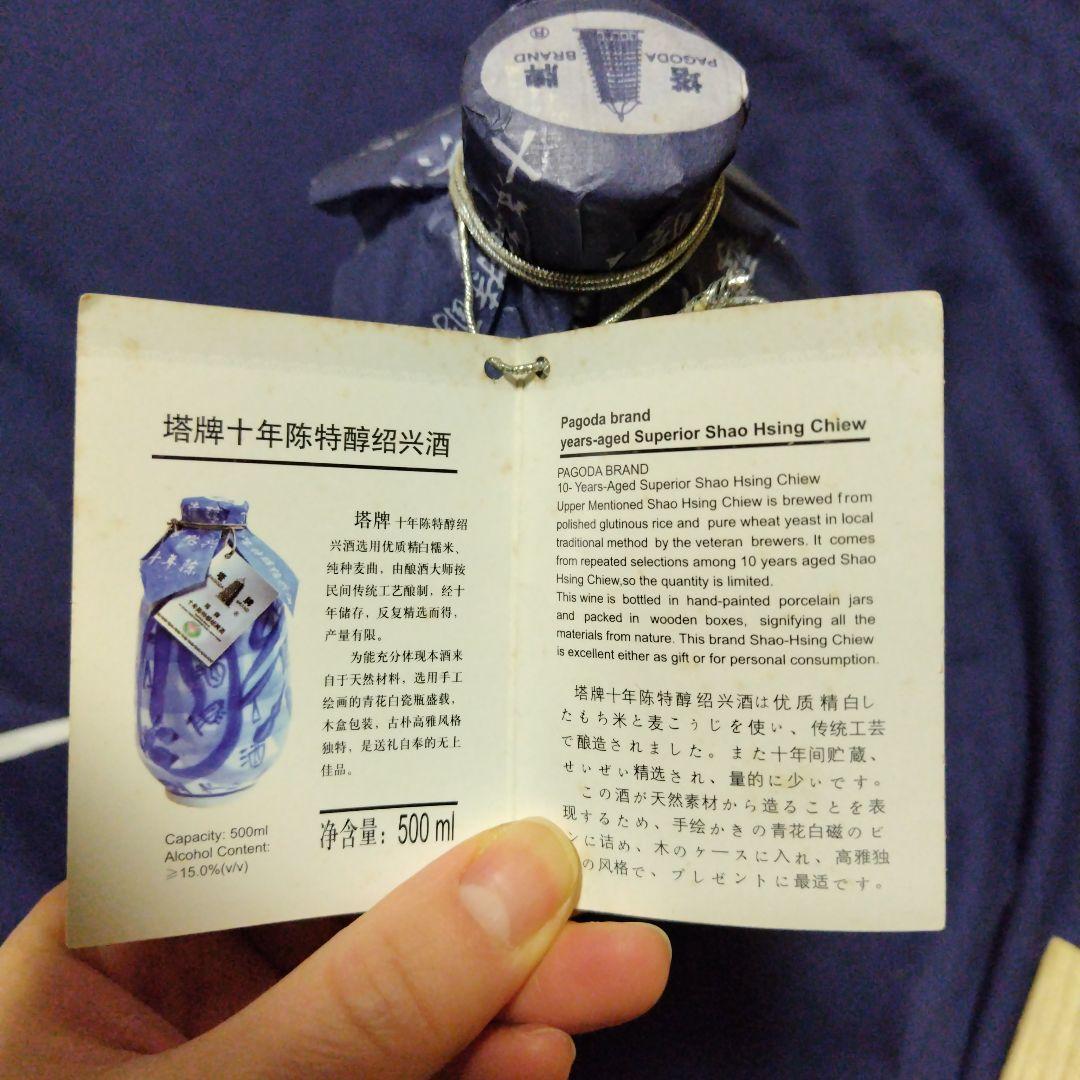 PAGODA BRAND
塔牌
®
塔牌十年陈特醇绍兴酒
塔牌 十年陈特醇绍
兴酒选用优质精白糯米、
纯种麦曲，由酿酒大师按
民间传统工艺酿制，经十
年储存，反复精选而得，
产量有限。
为能充分体现本酒来
自于天然材料，选用手工
绘画的青花白瓷瓶盛载，
木盒包装，古朴高雅风格
独特，是送礼自奉的无上
佳品。
净含量：500 ml
Capacity: 500ml
Alcohol Content:
≥15.0%(v/v)
Pagoda brand
years-aged Superior Shao Hsing Chiew
PAGODA BRAND
10- Years-Aged Superior Shao Hsing Chiew
Upper Mentioned Shao Hsing Chiew is brewed from
polished glutinous rice and pure wheat yeast in local
traditional method by the veteran brewers. It comes
from repeated selections among 10 years aged Shao
Hsing Chiew,so the quantity is limited.
This wine is bottled in hand-painted porcelain jars
and packed in wooden boxes, signifying all the
materials from nature. This brand Shao-Hsing Chiew
is excellent either as gift or for personal consumption.
塔牌十年陈特醇绍兴酒は优质精白し
たもち米と麦こぅじを使い、传统工芸
で酿造されました。また十年间贮蔵、
せぃぜぃ精选され、量的に少ぃです。
この酒が天然素材から造ることを表
现するため、手绘かきの青花白磁のビ
ンに诘め、木のケースに入れ、高雅独
の风格で、プレゼントに最适です。